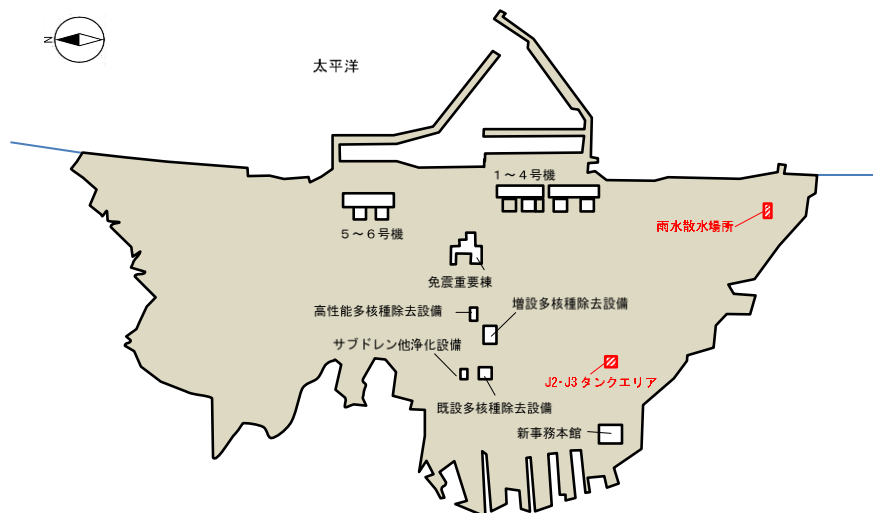 N
太平洋
1～4号機
5～6号機
雨水散水場所
免震重要棟
高性能多核種除去設備
増設多核種除去設備
サブドレン他浄化設備
J2・J3タンクエリア
既設多核種除去設備
新事務本館